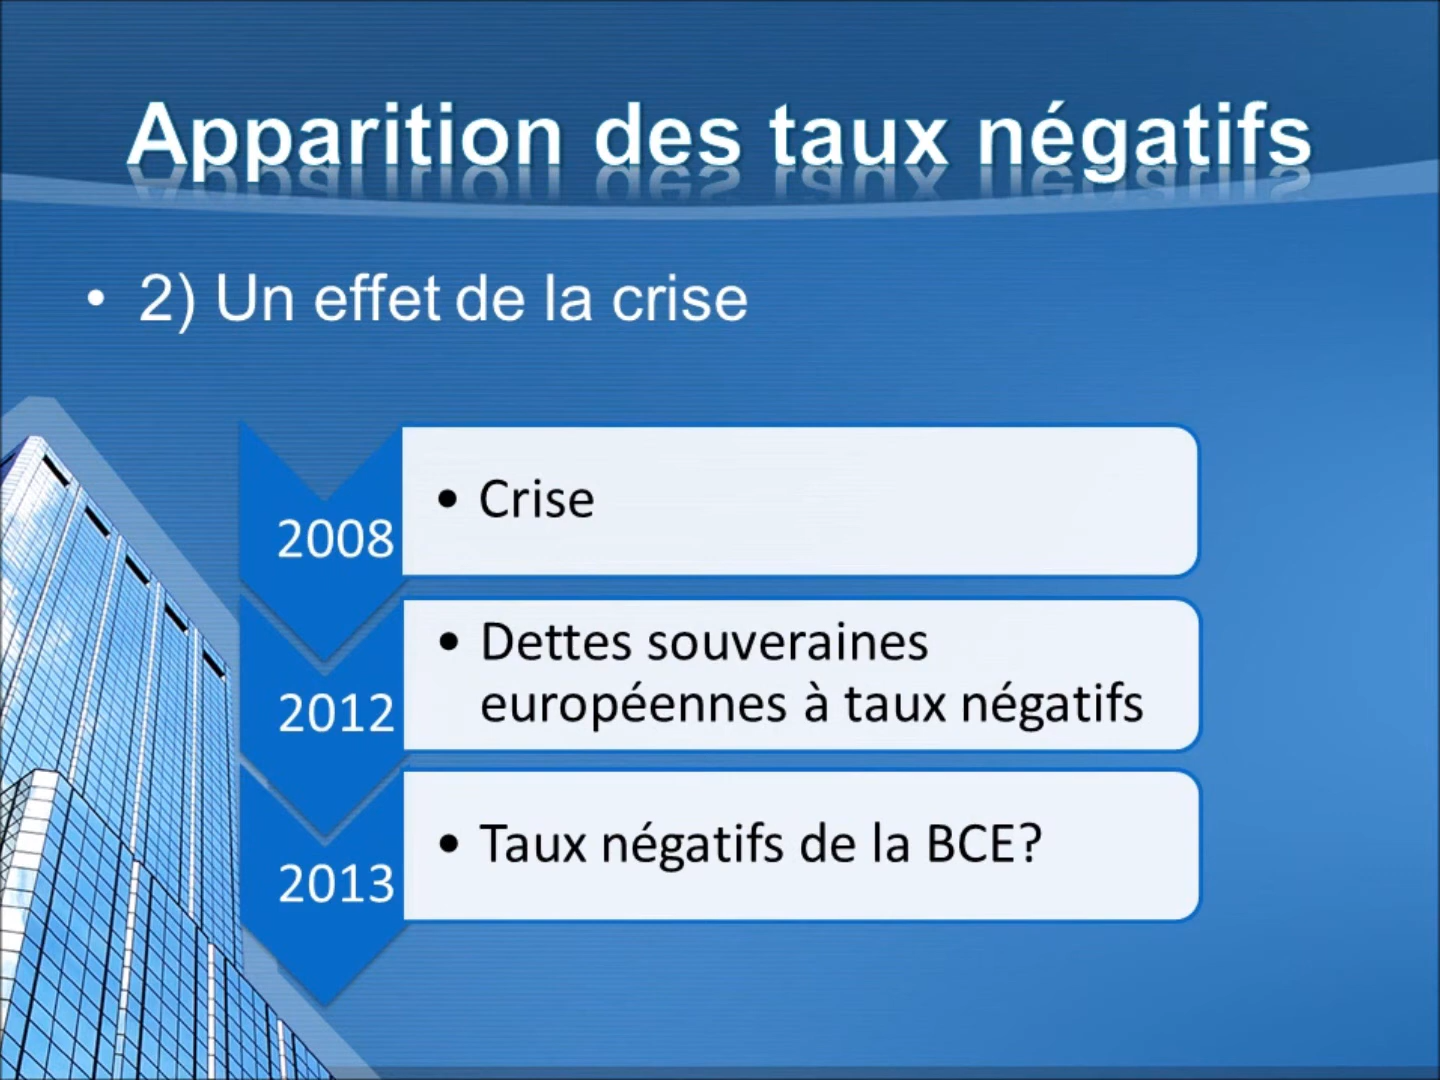 Apparition des taux négatifs
• 2) Un effet de la crise
2008
• Crise
2012
• Dettes souveraines
européennes à taux négatifs
2013
• Taux négatifs de la BCE?